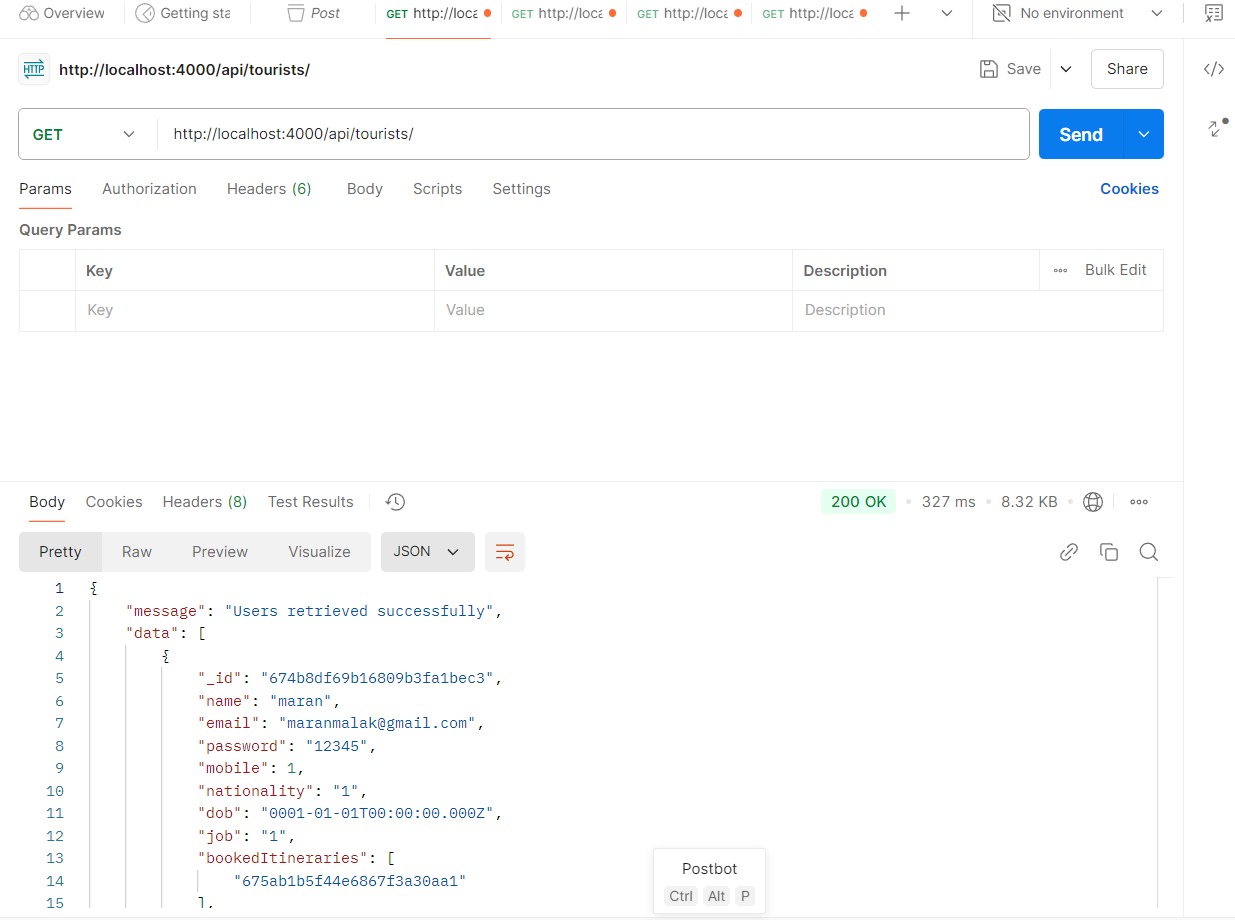 Overview Getting sta Post GET http://loca GET http://loca GET http://loca GET http://loca No environment
HTTP http://localhost:4000/api/tourists/ Save Share
GET http://localhost:4000/api/tourists/ Send
Params Authorization Headers (6) Body Scripts Settings Cookies
Query Params
Key Value Description Bulk Edit
Key Value Description
Body Cookies Headers (8) Test Results 200 OK 327 ms 8.32 KB
Pretty Raw Preview Visualize JSON
1 {
2 "message": "Users retrieved successfully",
3 "data": [
4 {
5 "_id": "674b8df69b16809b3fa1bec3",
6 "name": "maran",
7 "email": "maranmalak@gmail.com",
8 "password": "12345",
9 "mobile": 1,
10 "nationality": "1",
11 "dob": "0001-01-01T00:00:00.000Z",
12 "job": "1",
13 "bookedItineraries": [
14 "675ab1b5f44e6867f3a30aa1"
15 ],
Postbot
Ctrl Alt P